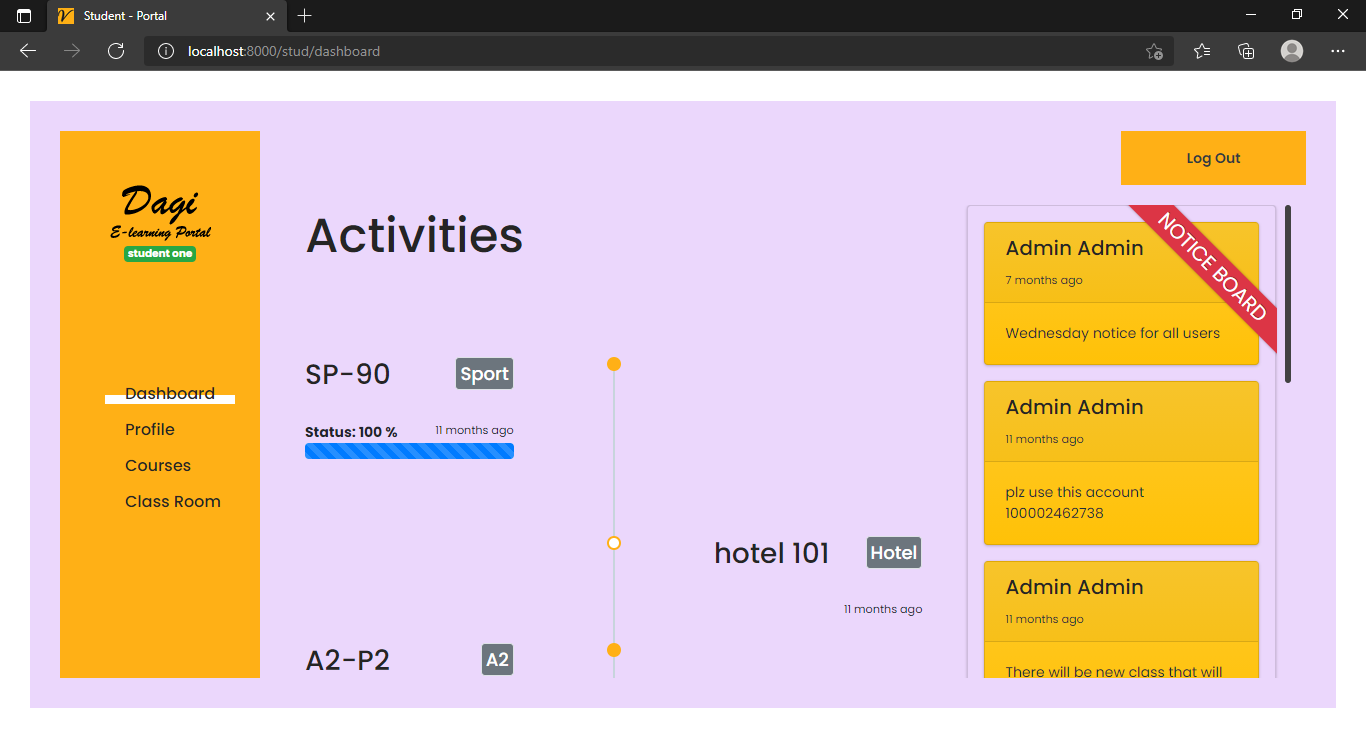 Student - Portal
localhost:8000/stud/dashboard
Dagi
E-learning Portal
student one
Dashboard
Profile
Courses
Class Room
Log Out
Activities
SP-90
Sport
Status: 100 %
11 months ago
hotel 101
Hotel
11 months ago
A2-P2
A2
NOTICE BOARD
Admin Admin
7 months ago
Wednesday notice for all users
Admin Admin
11 months ago
plz use this account
100002462738
Admin Admin
11 months ago
There will be new class that will